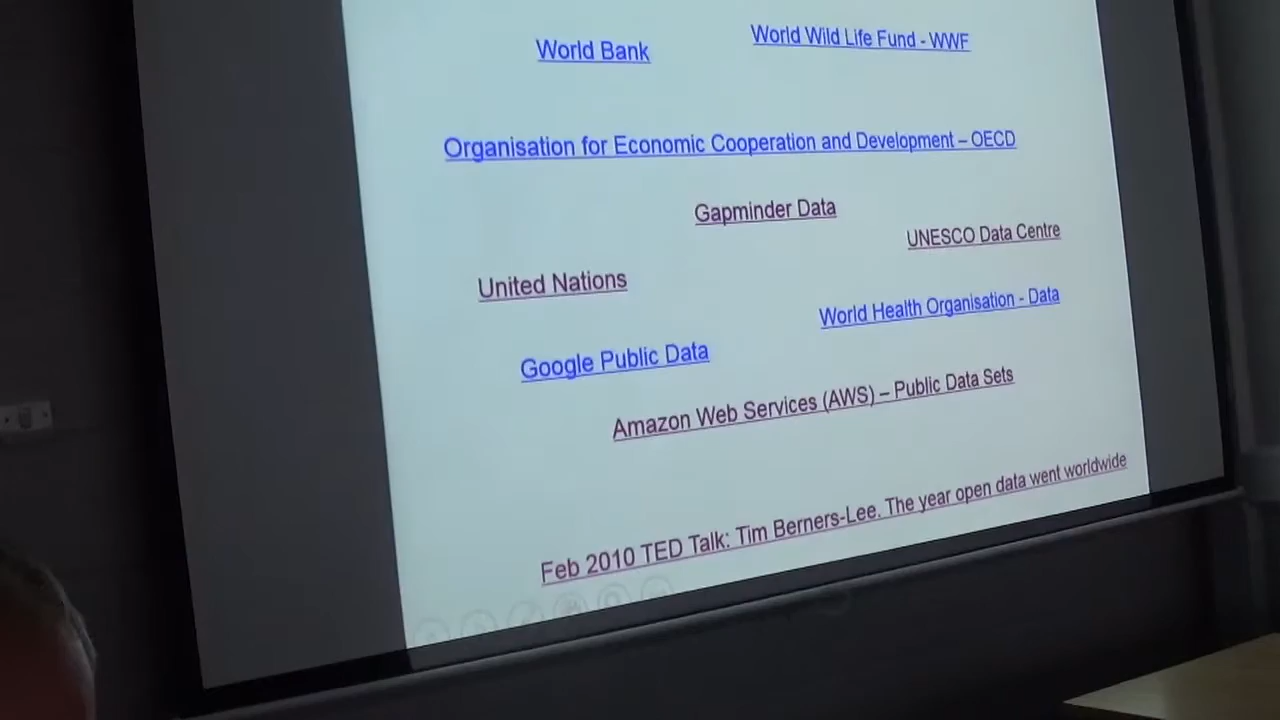 World Bank
World Wild Life Fund - WWF
Organisation for Economic Cooperation and Development – OECD
Gapminder Data
UNESCO Data Centre
United Nations
World Health Organisation - Data
Google Public Data
Amazon Web Services (AWS) – Public Data Sets
Feb 2010 TED Talk: Tim Berners-Lee. The year open data went worldwide